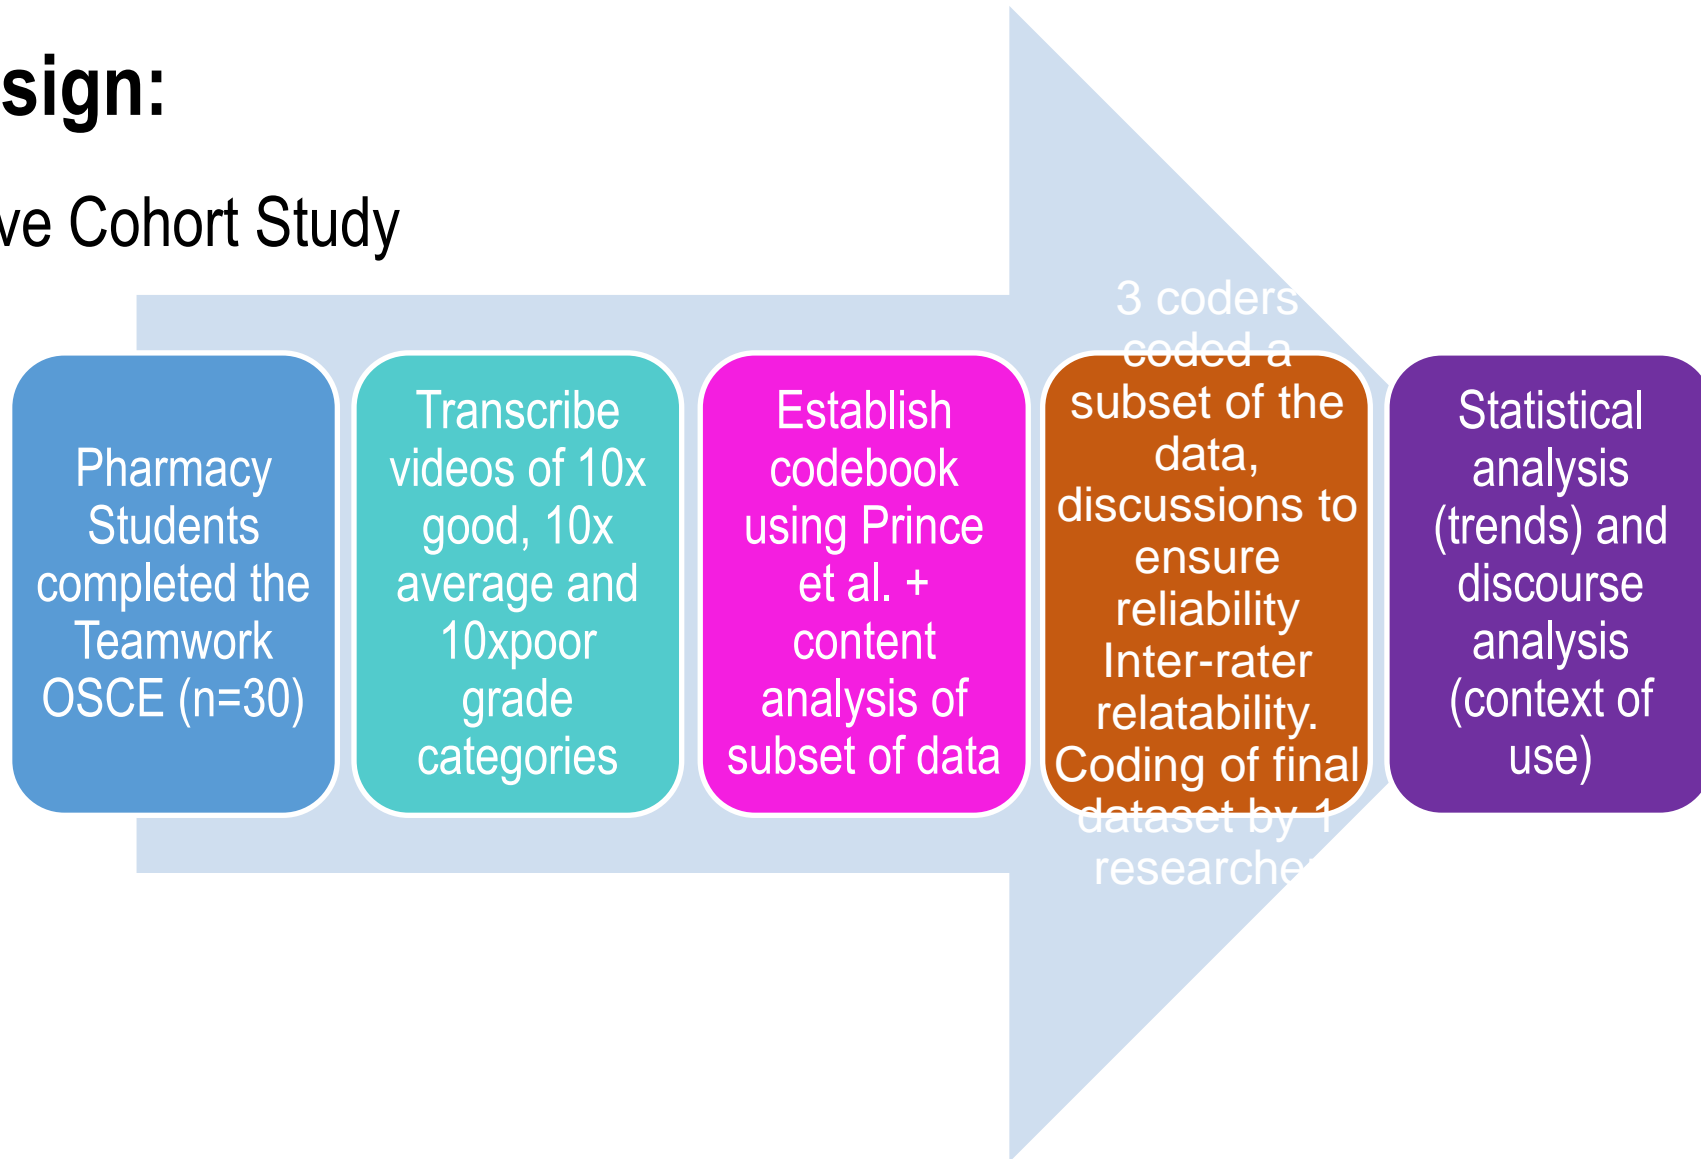 sign:
ve Cohort Study
Pharmacy
Students
completed the
Teamwork
OSCE (n=30)
Transcribe
videos of 10x
good, 10x
average and
10xpoor
grade
categories
Establish
codebook
using Prince
et al. +
content
analysis of
subset of data
3 coders
coded a
subset of the
data,
discussions to
ensure
reliability
Inter-rater
relatability.
Coding of final
dataset by 1
researcher
Statistical
analysis
(trends) and
discourse
analysis
(context of
use)